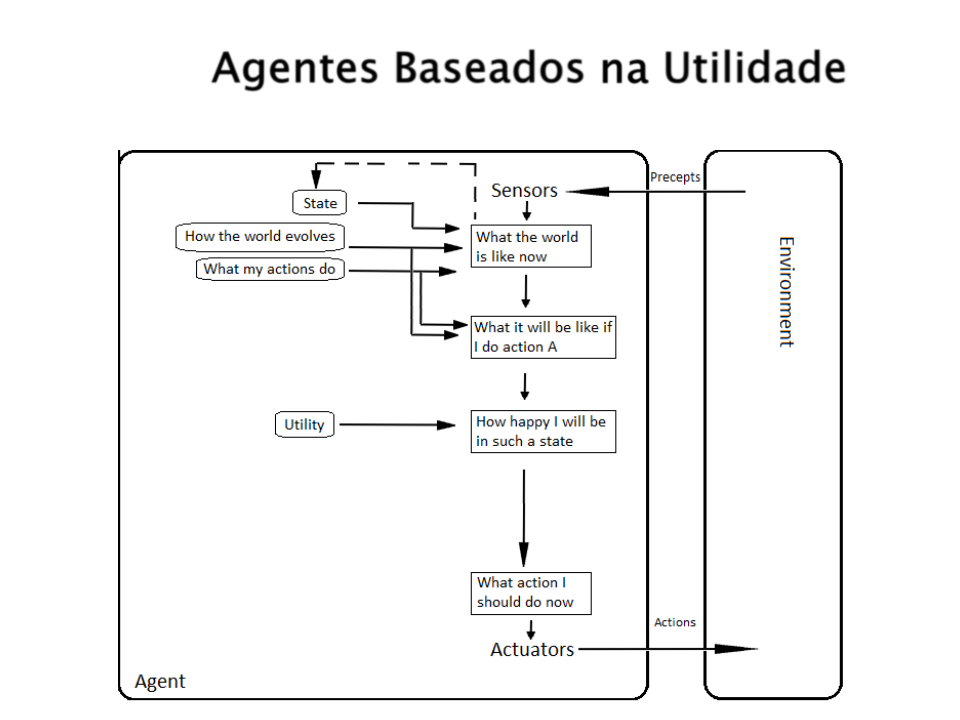 Agentes Baseados na Utilidade
Precepts
Sensors
State
How the world evolves
What my actions do
What the world
is like now
What it will be like if
I do action A
Utility
How happy I will be
in such a state
What action I
should do now
Actuators
Actions
Agent
Environment